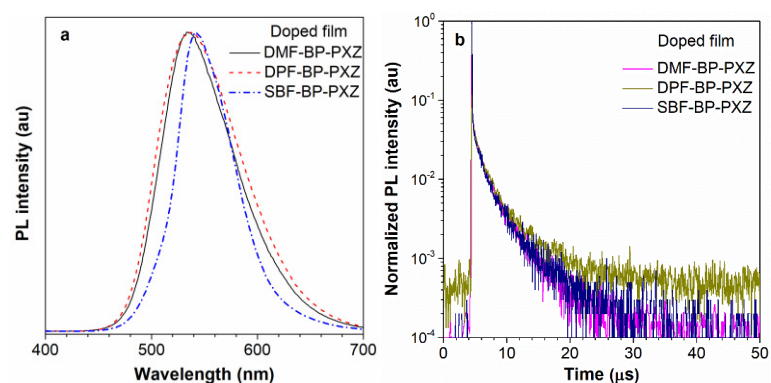 a
Doped film
DMF-BP-PXZ
DPF-BP-PXZ
SBF-BP-PXZ
PL intensity (au)
400 500 600 700
Wavelength (nm)
b
Doped film
DMF-BP-PXZ
DPF-BP-PXZ
SBF-BP-PXZ
Normalized PL intensity (au)
10⁰
10⁻¹
10⁻²
10⁻³
10⁻⁴
0 10 20 30 40 50
Time (μs)